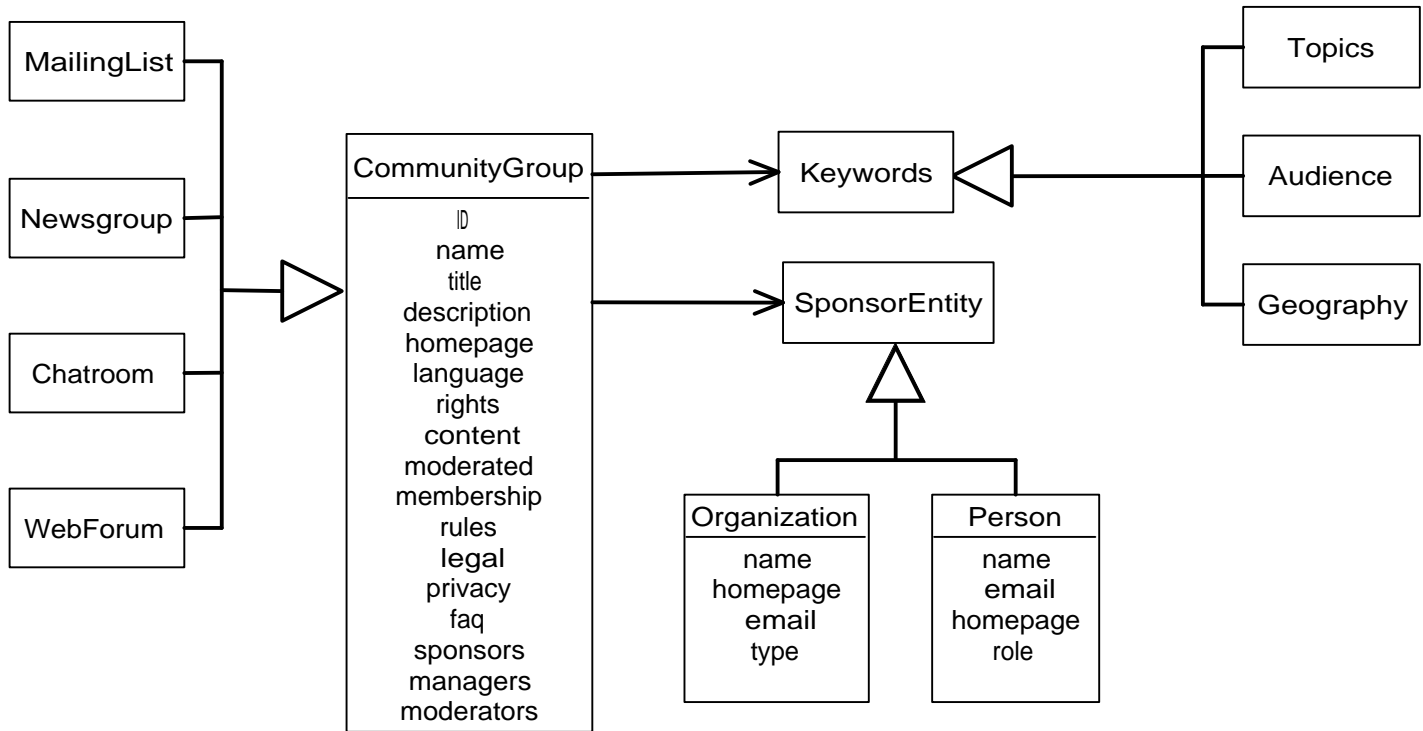 MailingList
Newsgroup
Chatroom
WebForum
CommunityGroup
ID
name
title
description
homepage
language
rights
content
moderated
membership
rules
legal
privacy
faq
sponsors
managers
moderators
Keywords
SponsorEntity
Organization
name
homepage
email
type
Person
name
email
homepage
role
Topics
Audience
Geography